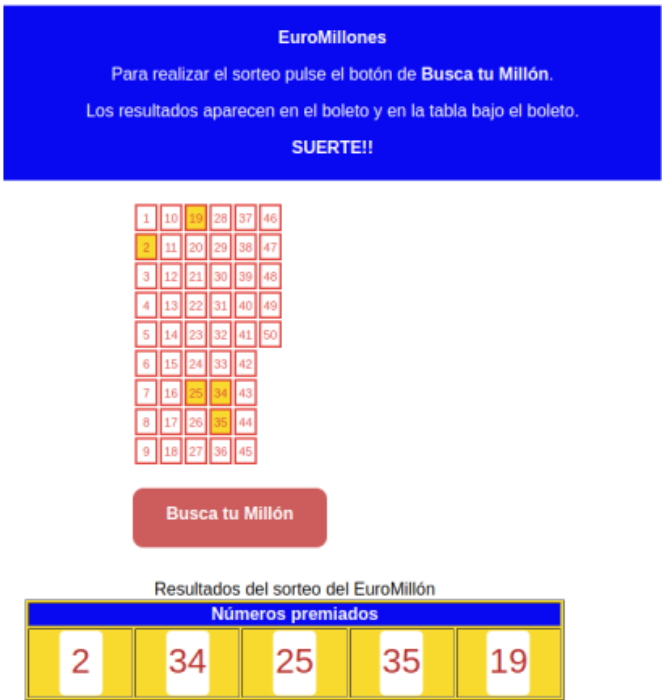 EuroMillones
Para realizar el sorteo pulse el botón de Busca tu Millón.
Los resultados aparecen en el boleto y en la tabla bajo el boleto.
SUERTE!!
1 10 19 28 37 46
2 11 20 29 38 47
3 12 21 30 39 48
4 13 22 31 40 49
5 14 23 32 41 50
6 15 24 33 42
7 16 25 34 43
8 17 26 35 44
9 18 27 36 45
Busca tu Millón
Resultados del sorteo del EuroMillón
Números premiados
2 34 25 35 19